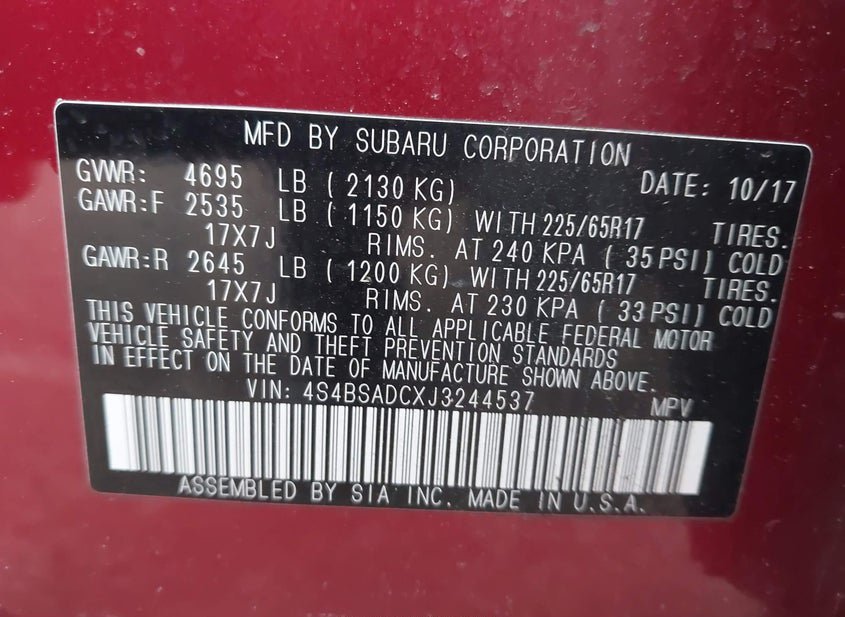 MFD BY SUBARU CORPORATION
GVWR: 4695 LB ( 2130 KG) DATE: 10/17
GAWR:F 2535 LB ( 1150 KG) WITH 225/65R17 TIRES.
17X7J RIMS. AT 240 KPA ( 35 PSI) COLD
GAWR:R 2645 LB ( 1200 KG) WITH 225/65R17 TIRES.
17X7J RIMS. AT 230 KPA ( 33 PSI) COLD
THIS VEHICLE CONFORMS TO ALL APPLICABLE FEDERAL MOTOR
VEHICLE SAFETY AND THEFT PREVENTION STANDARDS
IN EFFECT ON THE DATE OF MANUFACTURE SHOWN ABOVE.
VIN: 4S4BSADCXJ3244537 MPV
ASSEMBLED BY SIA INC. MADE IN U.S.A.